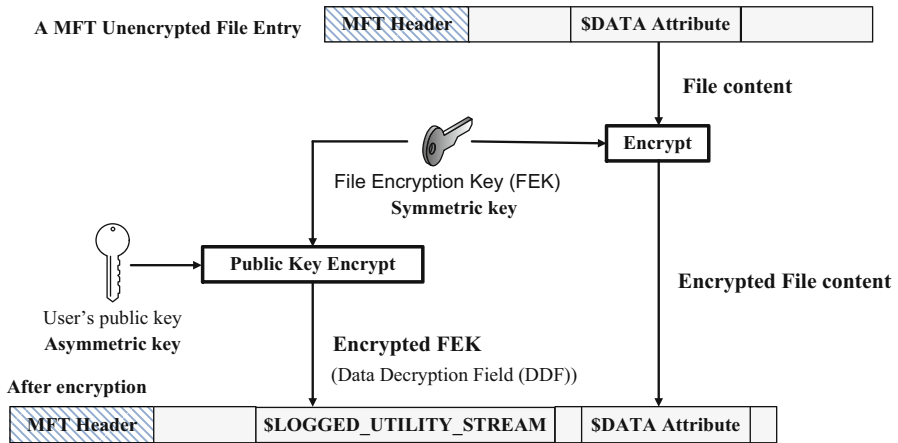 A MFT Unencrypted File Entry
MFT Header
$DATA Attribute
File content
Encrypt
File Encryption Key (FEK)
Symmetric key
Public Key Encrypt
User's public key
Asymmetric key
Encrypted File content
Encrypted FEK
(Data Decryption Field (DDF))
After encryption
MFT Header
$LOGGED_UTILITY_STREAM
$DATA Attribute